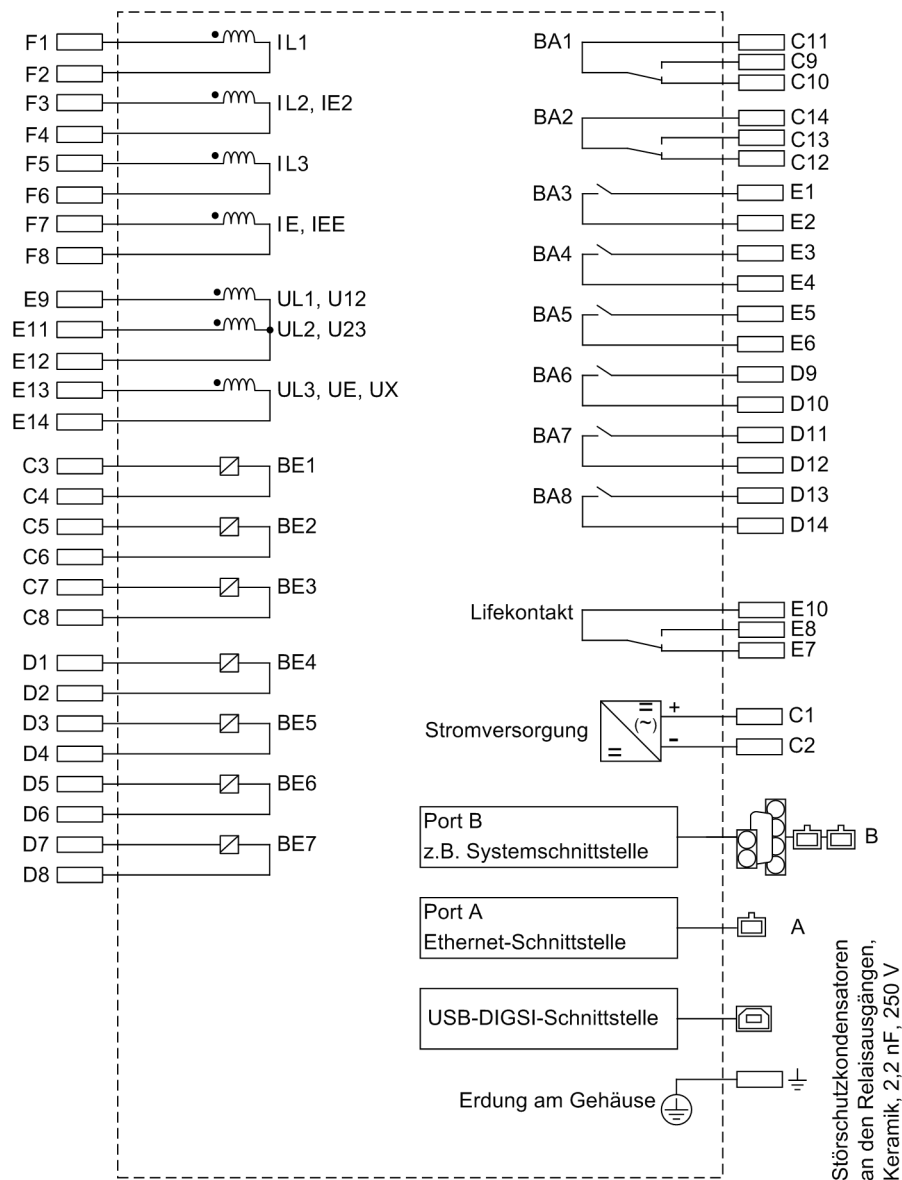 F1
IL1
F2
F3
IL2, IE2
F4
F5
IL3
F6
F7
IE, IEE
F8
E9
UL1, U12
E11
UL2, U23
E12
E13
UL3, UE, UX
E14
C3
BE1
C4
C5
BE2
C6
C7
BE3
C8
D1
BE4
D2
D3
BE5
D4
D5
BE6
D6
D7
BE7
D8
BA1
C11
C9
C10
BA2
C14
C13
C12
BA3
E1
E2
BA4
E3
E4
BA5
E5
E6
BA6
D9
D10
BA7
D11
D12
BA8
D13
D14
Lifekontakt
E10
E8
E7
Stromversorgung
=
(~)
=
+
-
C1
C2
Port B
z.B. Systemschnittstelle
B
Port A
Ethernet-Schnittstelle
A
USB-DIGSI-Schnittstelle
Erdung am Gehäuse
Störschutzkondensatoren
an den Relaisausgängen,
Keramik, 2,2 nF, 250 V